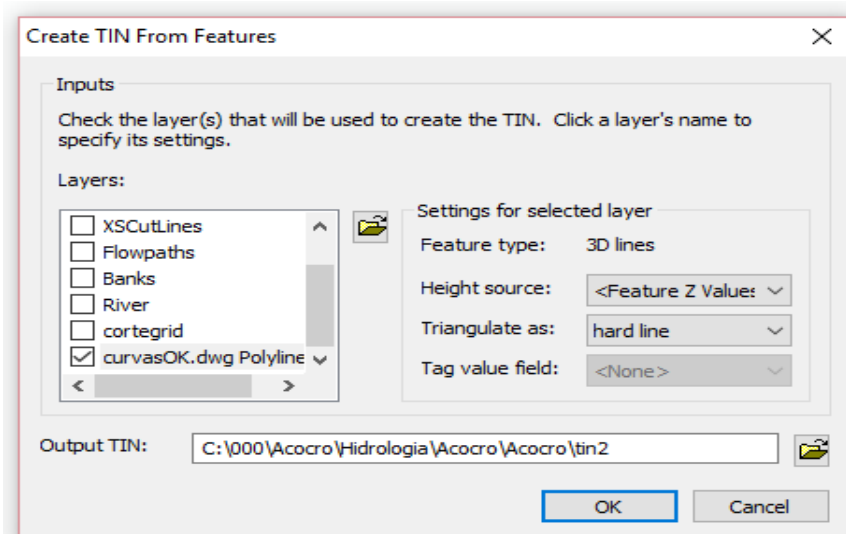 Create TIN From Features
Inputs
Check the layer(s) that will be used to create the TIN. Click a layer's name to
specify its settings.
Layers:
XSCutLines
Flowpaths
Banks
River
cortegrid
curvasOK.dwg Polyline
Settings for selected layer
Feature type: 3D lines
Height source: <Feature Z Values
Triangulate as: hard line
Tag value field: <None>
Output TIN: C:\000\Acocro\Hidrologia\Acocro\Acocro\tin2
OK Cancel